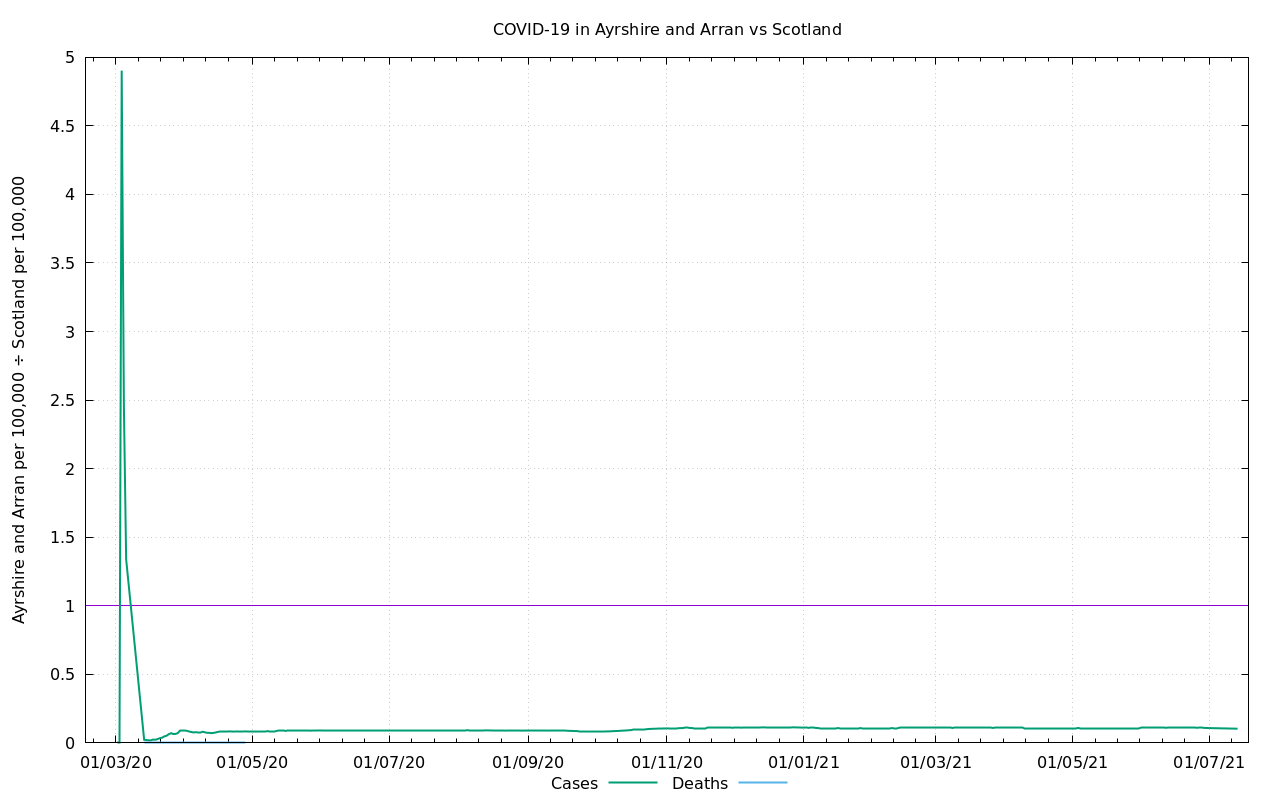 COVID-19 in Ayrshire and Arran vs Scotland
Ayrshire and Arran per 100,000 ÷ Scotland per 100,000
5
4.5
4
3.5
3
2.5
2
1.5
1
0.5
0
01/03/20 01/05/20 01/07/20 01/09/20 01/11/20 01/01/21 01/03/21 01/05/21 01/07/21
Cases Deaths